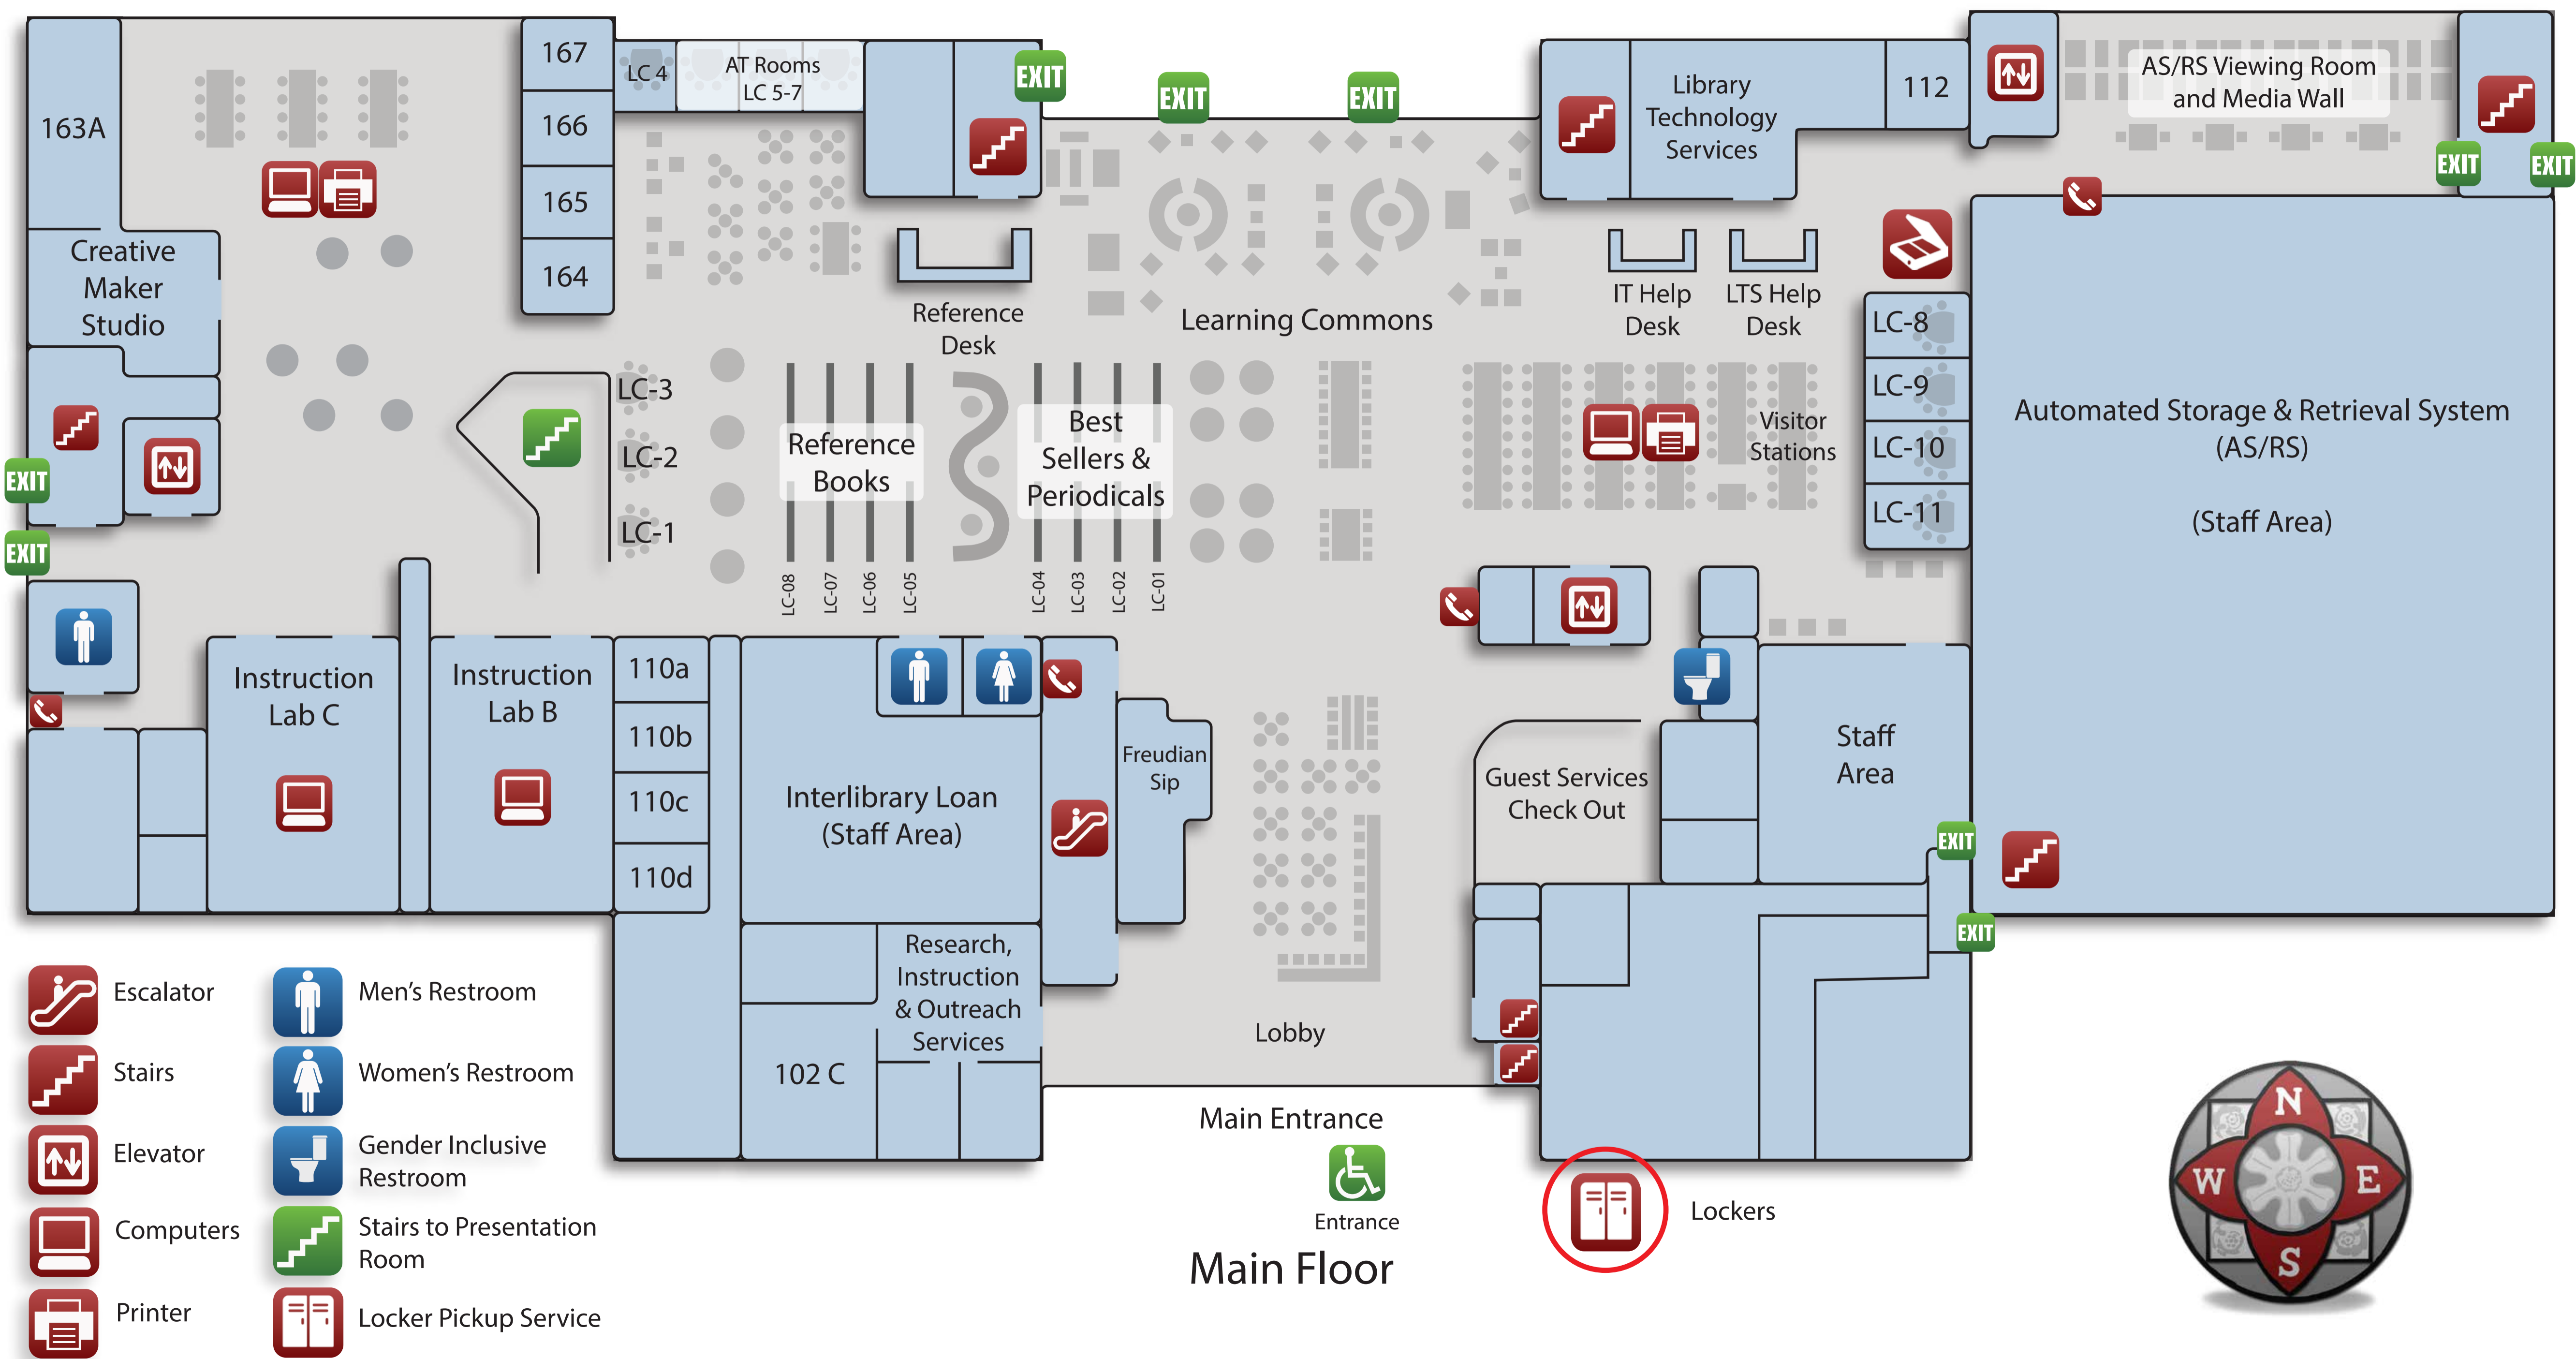 163A
167
166
165
164
LC 4
AT Rooms
LC 5-7
EXIT
EXIT
EXIT
Library
Technology
Services
112
AS/RS Viewing Room
and Media Wall
EXIT
EXIT
Creative
Maker
Studio
Reference
Desk
Learning Commons
IT Help
Desk
LTS Help
Desk
LC-8
LC-9
LC-10
LC-11
Automated Storage & Retrieval System
(AS/RS)
(Staff Area)
LC-3
LC-2
LC-1
Reference
Books
Best
Sellers &
Periodicals
Visitor
Stations
EXIT
EXIT
LC-08
LC-07
LC-06
LC-05
LC-04
LC-03
LC-02
LC-01
Instruction
Lab C
Instruction
Lab B
110a
110b
110c
110d
Interlibrary Loan
(Staff Area)
Freudian
Sip
Guest Services
Check Out
Staff
Area
EXIT
EXIT
Research,
Instruction
& Outreach
Services
102 C
Lobby
Main Entrance
Entrance
Main Floor
Lockers
Escalator
Stairs
Elevator
Computers
Printer
Men's Restroom
Women's Restroom
Gender Inclusive
Restroom
Stairs to Presentation
Room
Locker Pickup Service
N
W
E
S